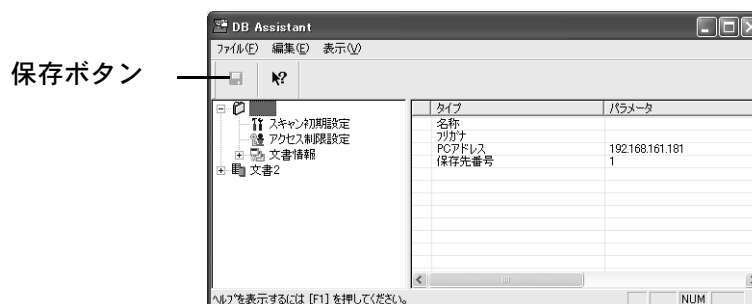 DB Assistant
ファイル(F) 編集(E) 表示(V)
保存ボタン
タイプ パラメータ
スキャン初期設定
アクセス制限設定
文書情報
文書2
名称
フリガナ
PCアドレス 192.168.161.181
保存先番号 1
ヘルプを表示するには [F1] を押してください。
NUM